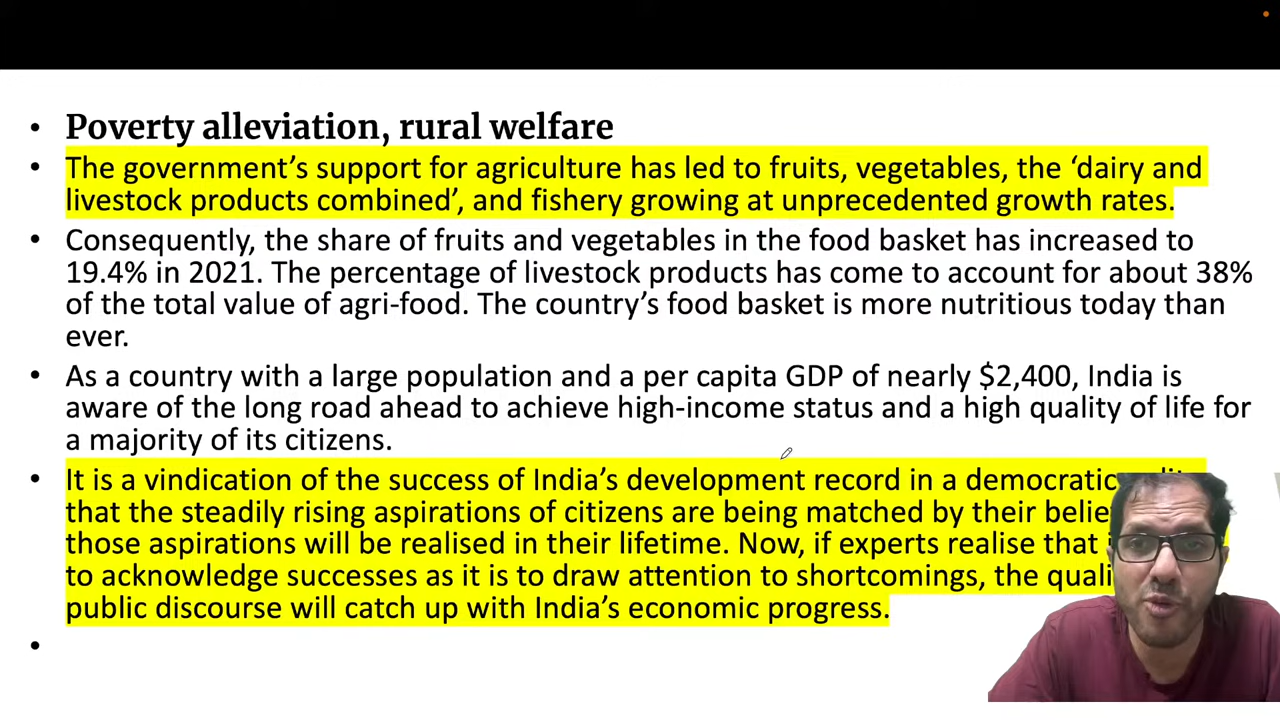 Poverty alleviation, rural welfare
The government’s support for agriculture has led to fruits, vegetables, the ‘dairy and
livestock products combined’, and fishery growing at unprecedented growth rates.
Consequently, the share of fruits and vegetables in the food basket has increased to
19.4% in 2021. The percentage of livestock products has come to account for about 38%
of the total value of agri-food. The country’s food basket is more nutritious today than
ever.
As a country with a large population and a per capita GDP of nearly $2,400, India is
aware of the long road ahead to achieve high-income status and a high quality of life for
a majority of its citizens.
It is a vindication of the success of India’s development record in a democratic
that the steadily rising aspirations of citizens are being matched by their
those aspirations will be realised in their lifetime. Now, if experts realise that
to acknowledge successes as it is to draw attention to shortcomings, the
public discourse will catch up with India’s economic progress.